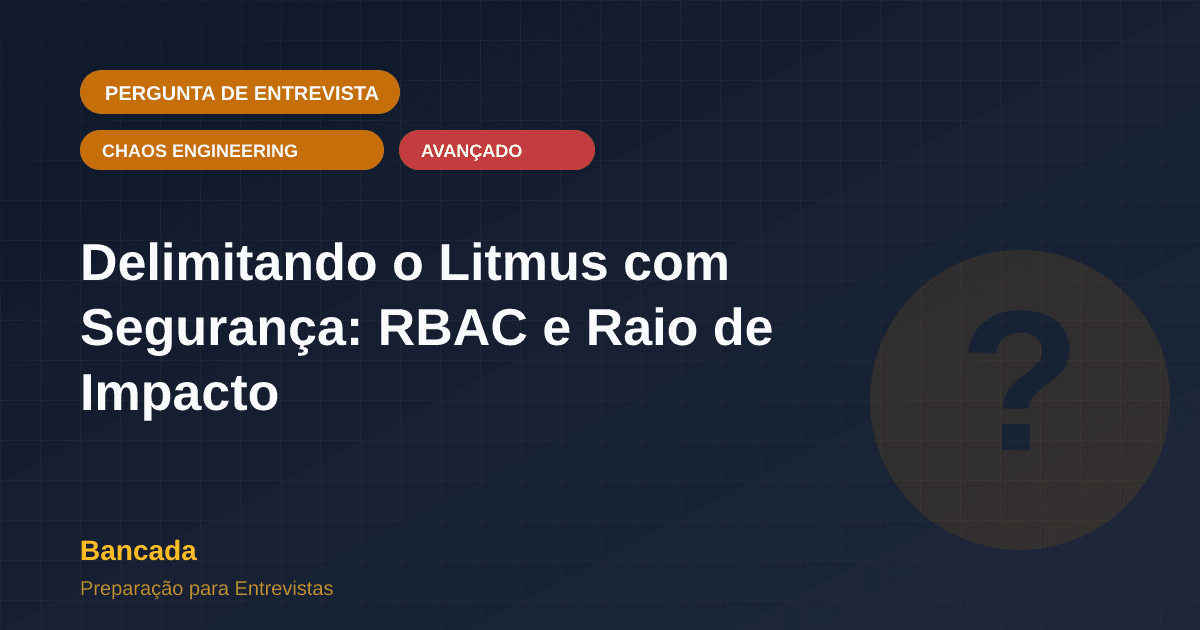 PERGUNTA DE ENTREVISTA
CHAOS ENGINEERING
AVANÇADO
Delimitando o Litmus com
Segurança: RBAC e Raio de
Impacto
?
Bancada
Preparação para Entrevistas